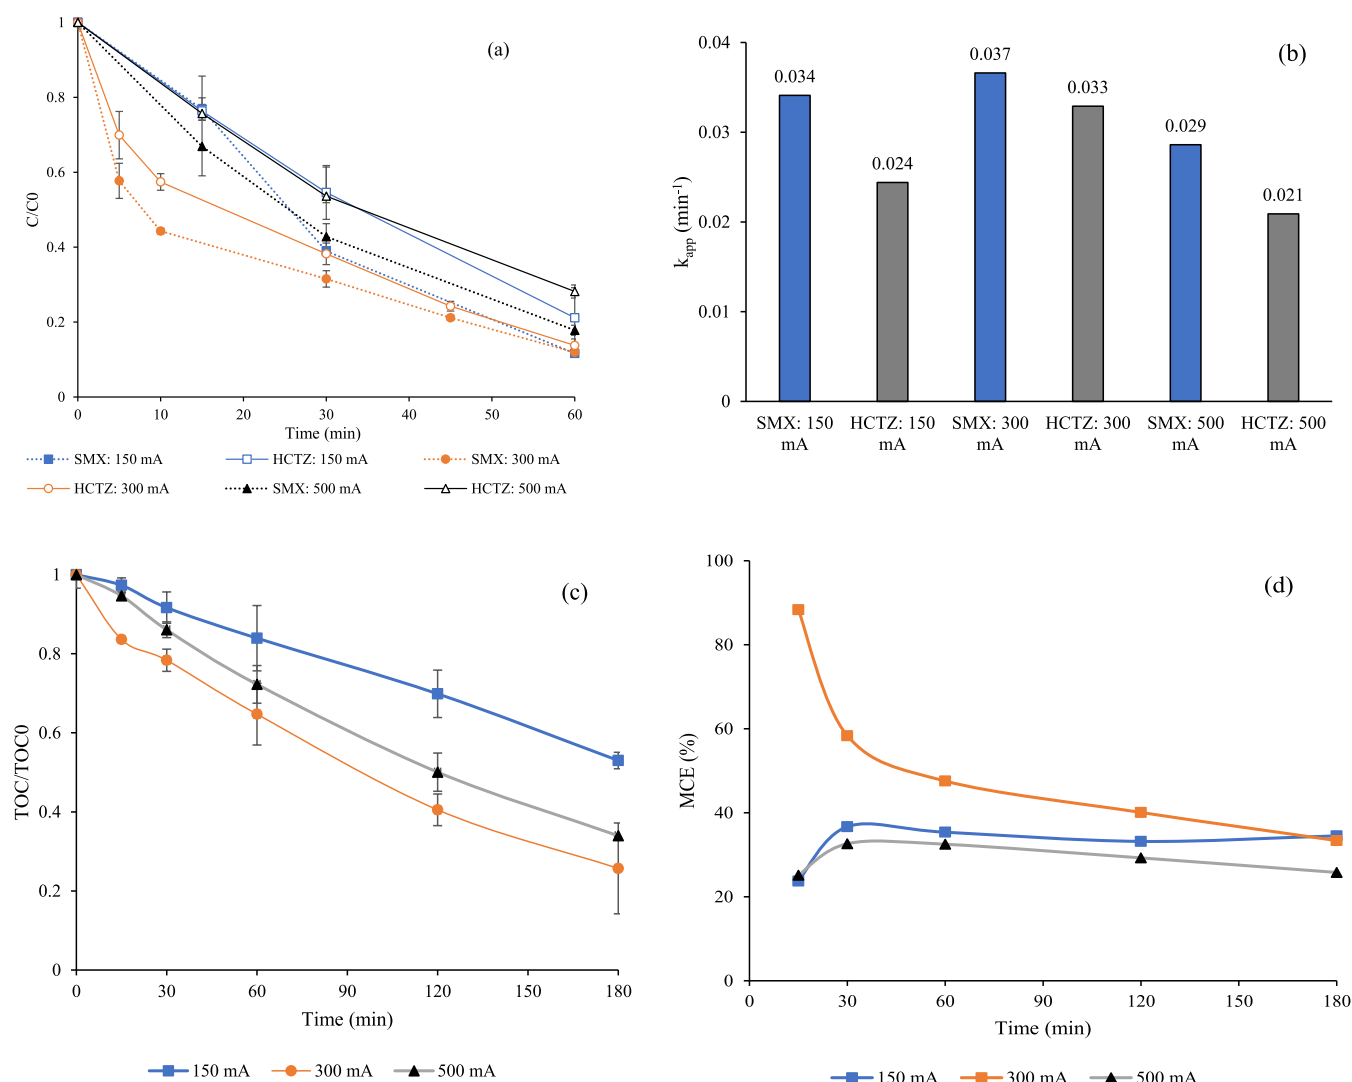 (a)
1
0.8
0.6
0.4
0.2
0
C/C0
0 10 20 30 40 50 60
Time (min)
SMX: 150 mA HCTZ: 150 mA SMX: 300 mA
HCTZ: 300 mA SMX: 500 mA HCTZ: 500 mA
(b)
0.04
0.03
0.02
0.01
0
kapp (min-1)
0.034
0.024
0.037
0.033
0.029
0.021
SMX: 150 HCTZ: 150 SMX: 300 HCTZ: 300 SMX: 500 HCTZ: 500
mA mA mA mA mA mA
(c)
1
0.8
0.6
0.4
0.2
0
TOC/TOC0
0 30 60 90 120 150 180
Time (min)
150 mA 300 mA 500 mA
(d)
100
80
60
40
20
0
MCE (%)
0 30 60 90 120 150 180
Time (min)
150 mA 300 mA 500 mA